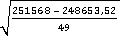 √((251568 - 248653,52) / 49)